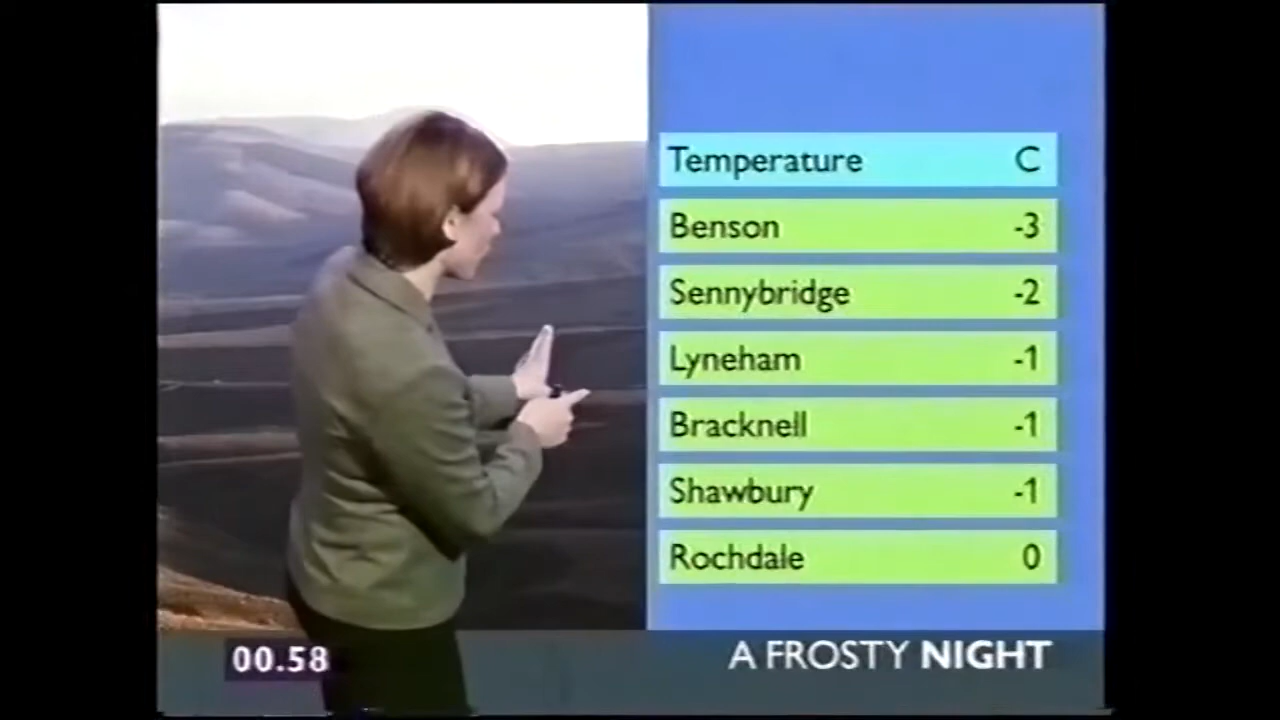 Temperature C
Benson -3
Sennybridge -2
Lyneham -1
Bracknell -1
Shawbury -1
Rochdale 0
00.58
A FROSTY NIGHT